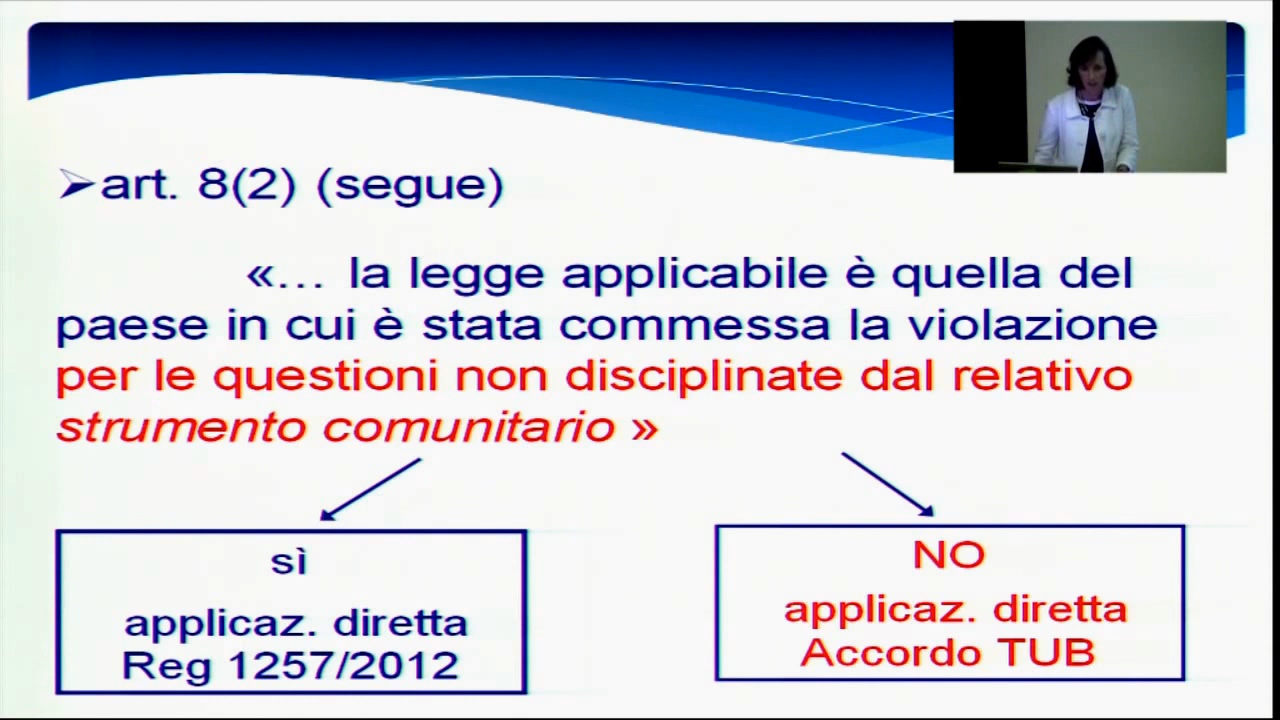 art. 8(2) (segue)
«… la legge applicabile è quella del
paese in cui è stata commessa la violazione
per le questioni non disciplinate dal relativo
strumento comunitario »
sì
applicaz. diretta
Reg 1257/2012
NO
applicaz. diretta
Accordo TUB